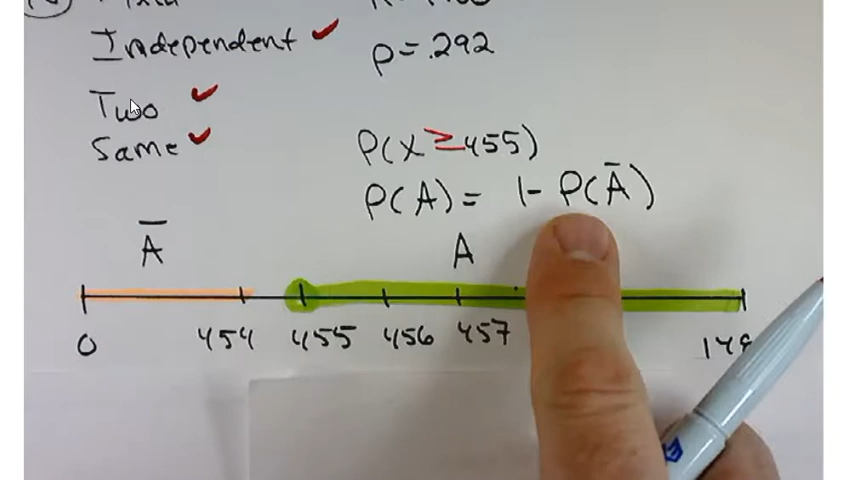 Independent
p=.292
Two
Same
P(X≥455)
P(A)= 1- P(A̅)
A̅
A
0
454
455
456
457